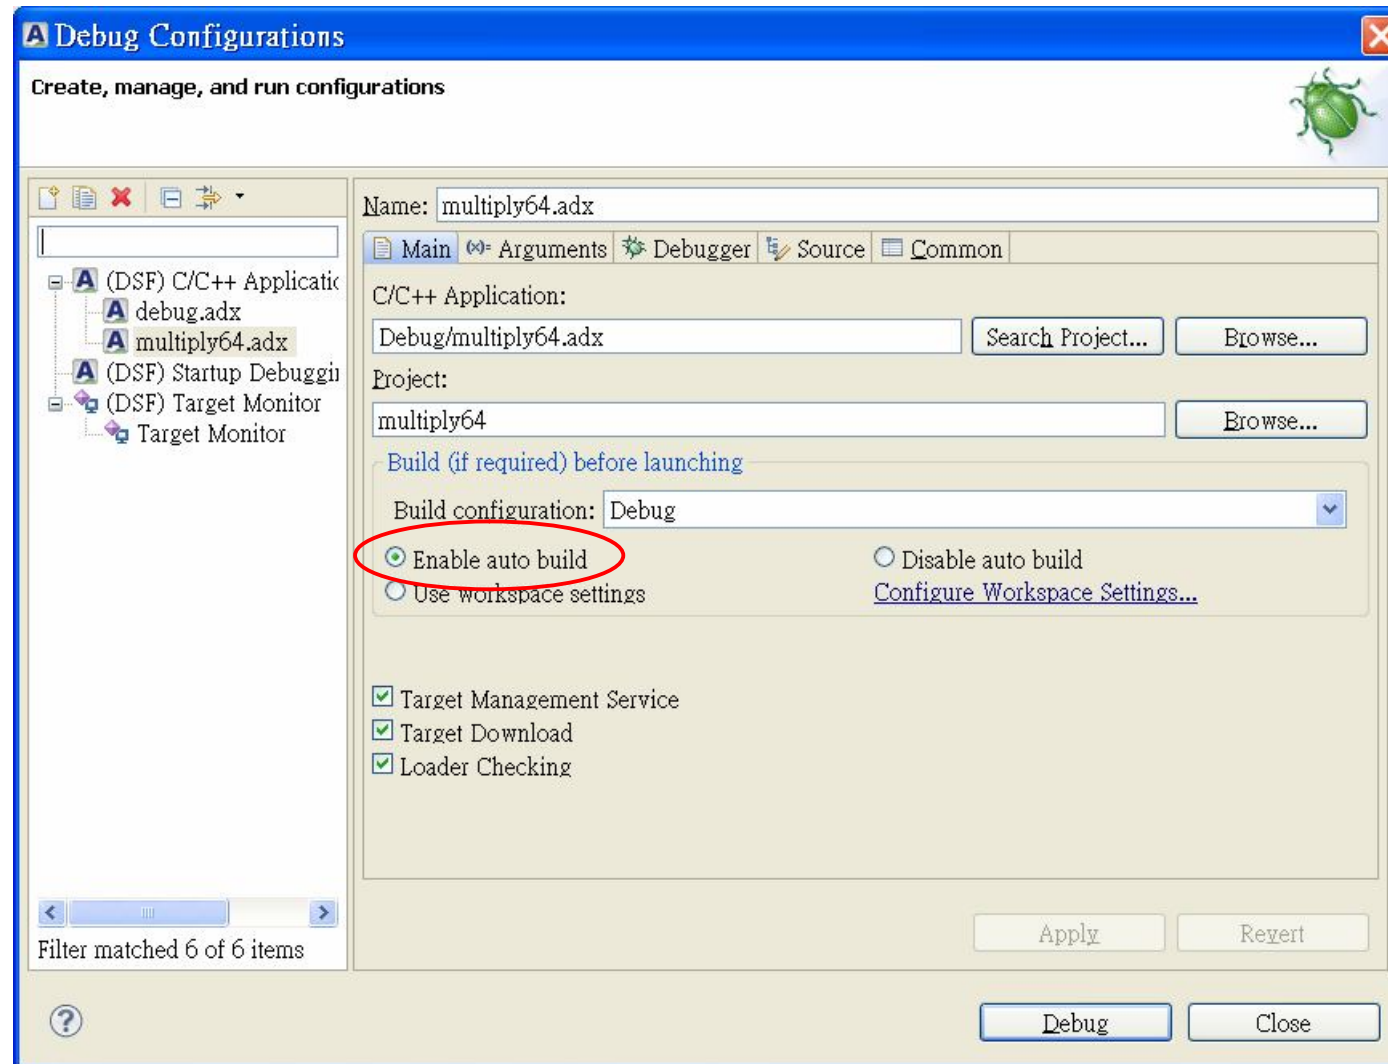 Debug Configurations
Create, manage, and run configurations
Name: multiply64.adx
Main (x)= Arguments Debugger Source Common
(DSF) C/C++ Applicatic
debug.adx
multiply64.adx
(DSF) Startup Debuggin
(DSF) Target Monitor
Target Monitor
C/C++ Application:
Debug/multiply64.adx Search Project... Browse...
Project:
multiply64 Browse...
Build (if required) before launching
Build configuration: Debug
Enable auto build Disable auto build
Use workspace settings Configure Workspace Settings...
Target Management Service
Target Download
Loader Checking
Filter matched 6 of 6 items
Apply Revert
Debug Close